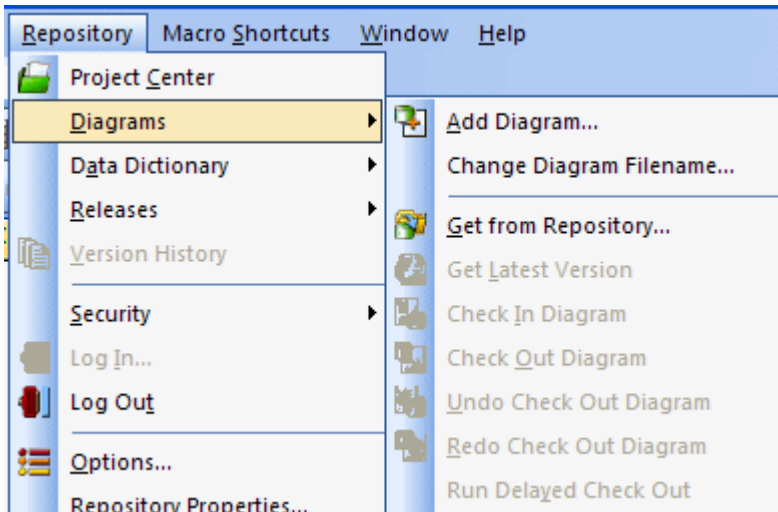 Repository Macro Shortcuts Window Help
Project Center
Diagrams
Data Dictionary
Releases
Version History
Security
Log In...
Log Out
Options...
Repository Properties...
Add Diagram...
Change Diagram Filename...
Get from Repository...
Get Latest Version
Check In Diagram
Check Out Diagram
Undo Check Out Diagram
Redo Check Out Diagram
Run Delayed Check Out